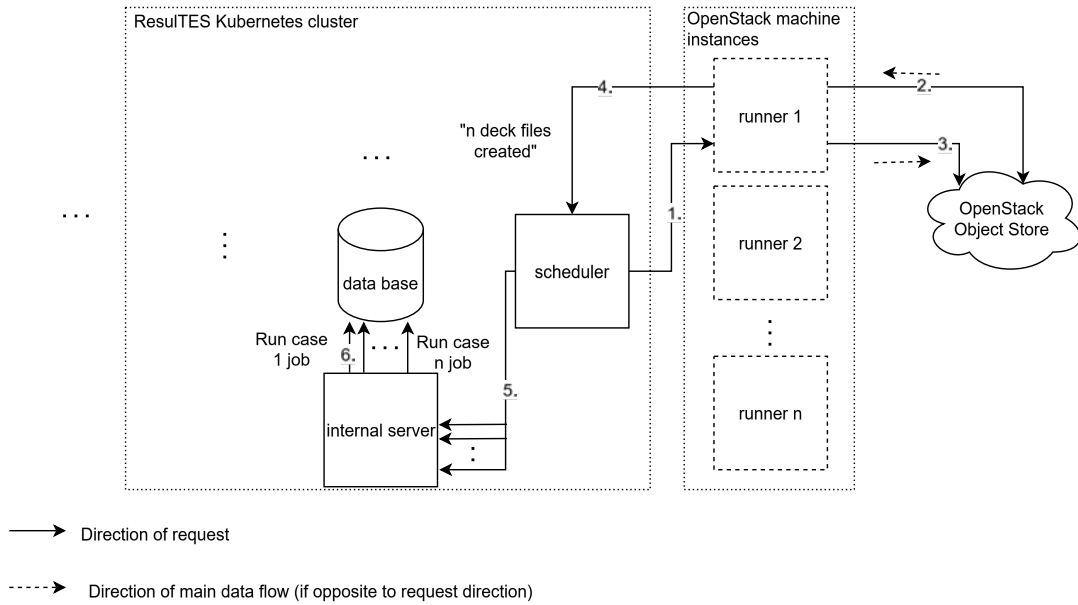 ResulTES Kubernetes cluster
OpenStack machine
instances
4.
2.
runner 1
"n deck files
created"
3.
...
...
1.
OpenStack
Object Store
runner 2
scheduler
data base
Run case
1 job
6.
...
Run case
n job
5.
runner n
internal server
Direction of request
Direction of main data flow (if opposite to request direction)